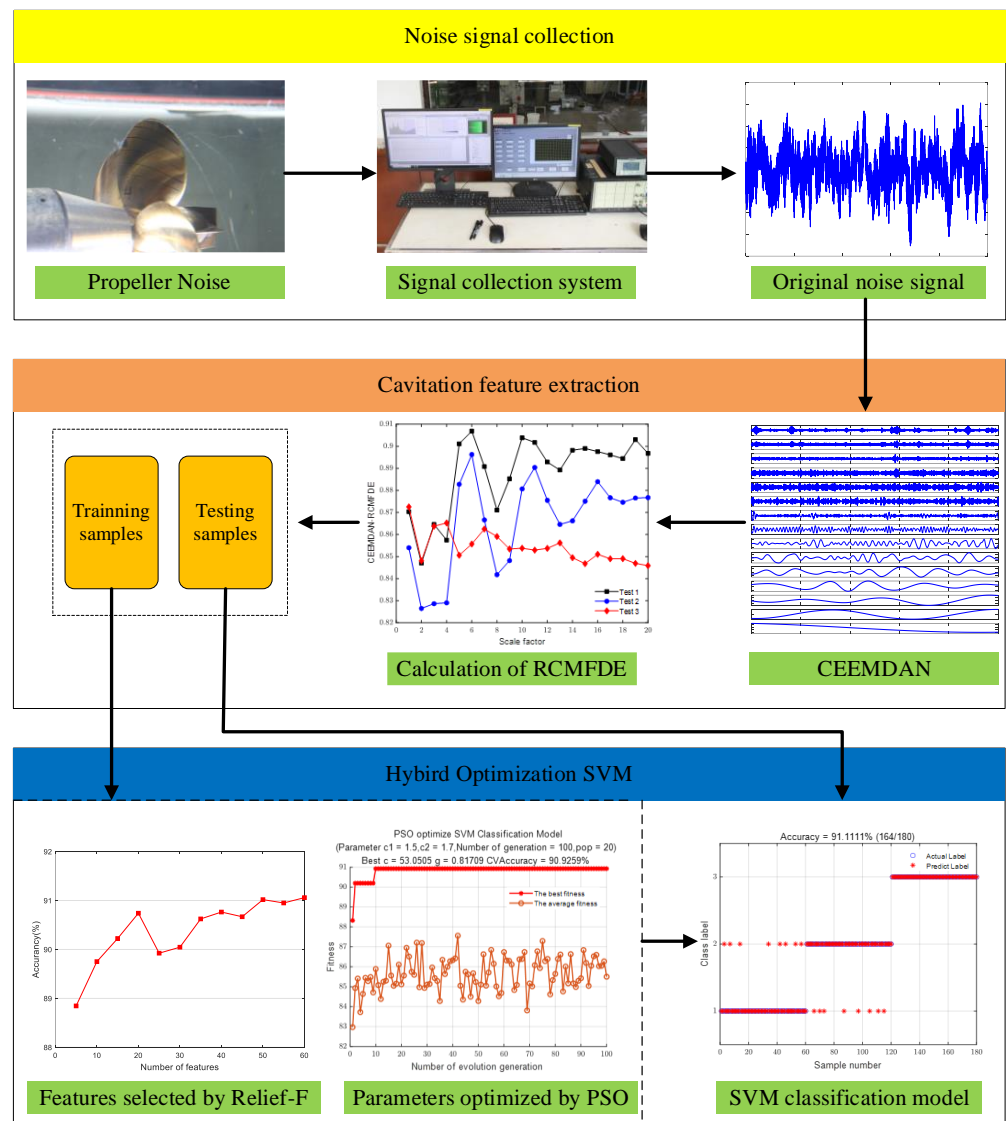 Noise signal collection
Propeller Noise
Signal collection system
Original noise signal
Cavitation feature extraction
Trainning
samples
Testing
samples
CEEMDAN-RCMFDE
0.91
0.9
0.89
0.88
0.87
0.86
0.85
0.84
0.83
0.82
Test 1
Test 2
Test 3
0 2 4 6 8 10 12 14 16 18 20
Scale factor
Calculation of RCMFDE
CEEMDAN
Hybird Optimization SVM
Accurancy(%)
92
91
90
89
88
0 10 20 30 40 50 60
Number of features
Features selected by Relief-F
PSO optimize SVM Classification Model
(Parameter c1 = 1.5,c2 = 1.7,Number of generation = 100,pop = 20)
Best c = 53.0505 g = 0.81709 CVAccuracy = 90.9259%
Fitness
91
90
89
88
87
86
85
84
83
82
The best fitness
The average fitness
0 10 20 30 40 50 60 70 80 90 100
Number of evolution generation
Parameters optimized by PSO
Accuracy = 91.1111% (164/180)
Actual Label
Predict Label
Class label
3
2
1
0 20 40 60 80 100 120 140 160 180
Sample number
SVM classification model